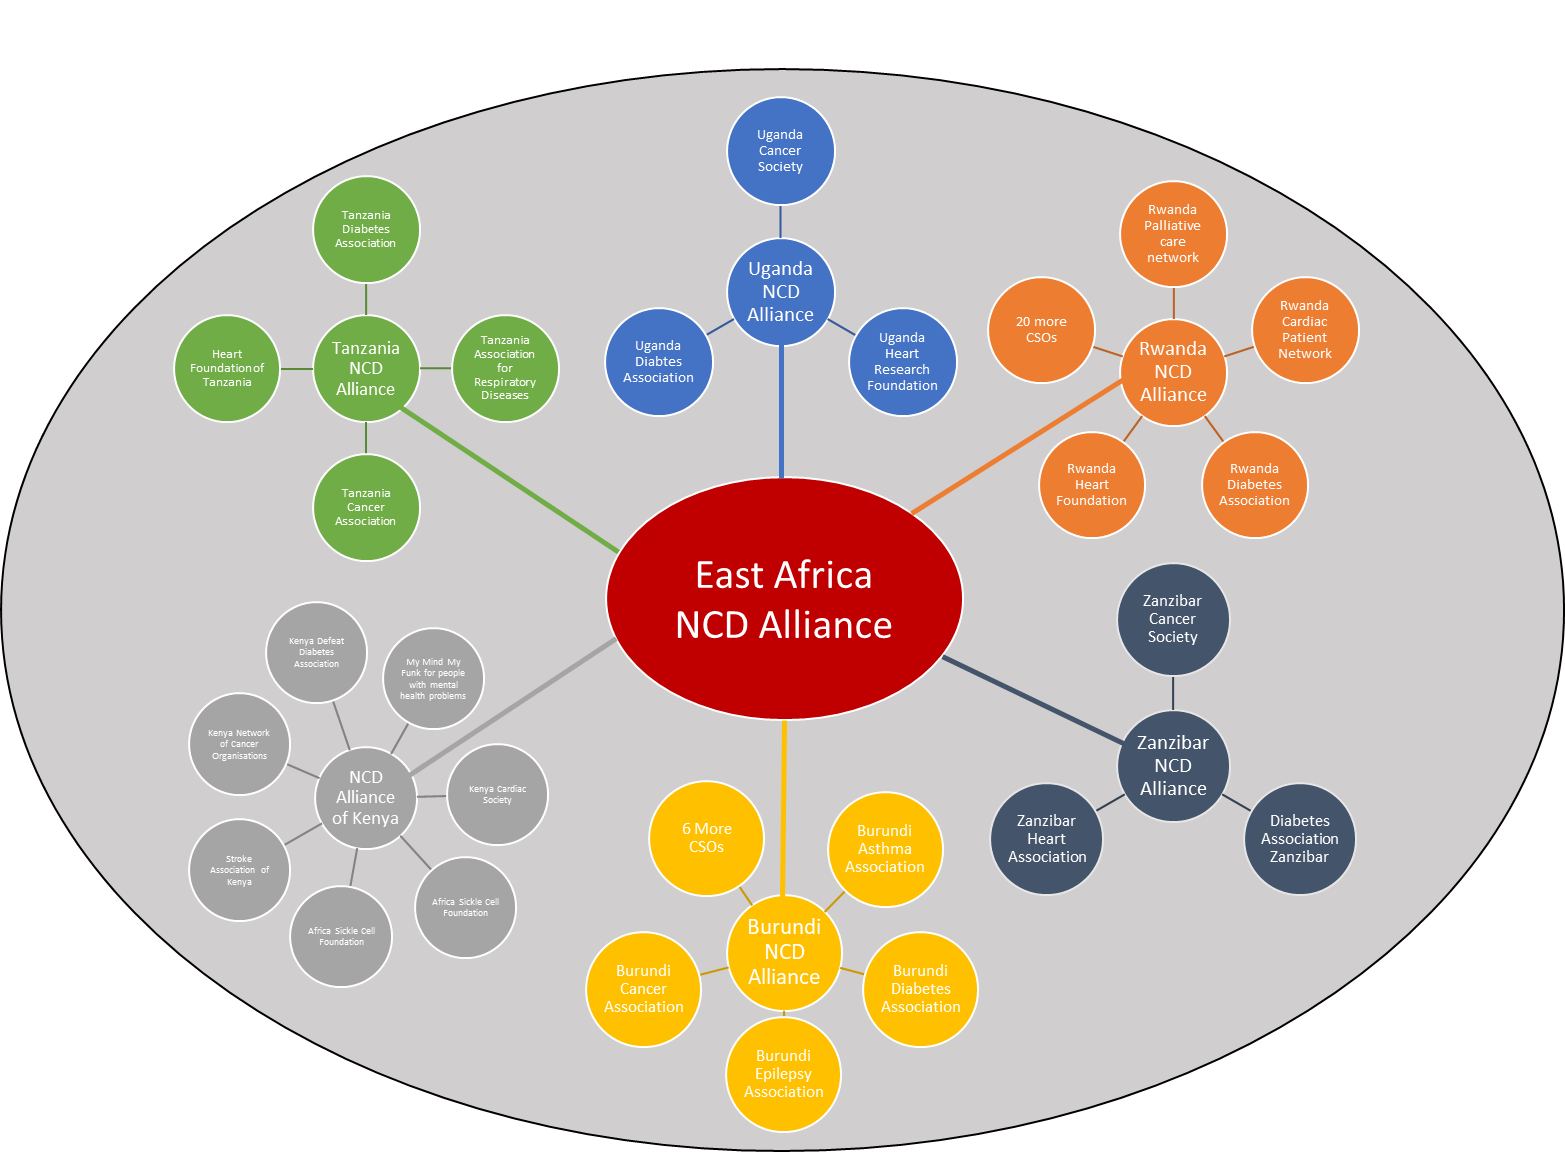 Uganda
Cancer
Society
Uganda
NCD
Alliance
Uganda
Diabtes
Association
Uganda
Heart
Research
Foundation
Tanzania
Diabetes
Association
Heart
Foundation of
Tanzania
Tanzania
NCD
Alliance
Tanzania
Association
for
Respiratory
Diseases
Tanzania
Cancer
Association
Rwanda
Palliative
care
network
20 more
CSOs
Rwanda
Cardiac
Patient
Network
Rwanda
NCD
Alliance
Rwanda
Heart
Foundation
Rwanda
Diabetes
Association
East Africa
NCD Alliance
Kenya Defeat
Diabetes
Association
My Mind My
Funk for people
with mental
health problems
Kenya Network
of Cancer
Organisations
NCD
Alliance
of Kenya
Kenya Cardiac
Society
Stroke
Association of
Kenya
Africa Sickle Cell
Foundation
Africa Sickle Cell
Foundation
Zanzibar
Cancer
Society
Zanzibar
NCD
Alliance
Zanzibar
Heart
Association
Diabetes
Association
Zanzibar
6 More
CSOs
Burundi
Asthma
Association
Burundi
NCD
Alliance
Burundi
Cancer
Association
Burundi
Diabetes
Association
Burundi
Epilepsy
Association